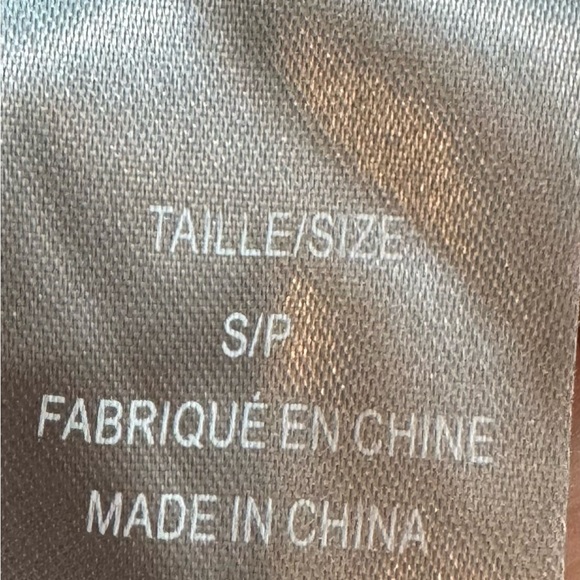 TAILLE/SIZE
S/P
FABRIQUÉ EN CHINE
MADE IN CHINA